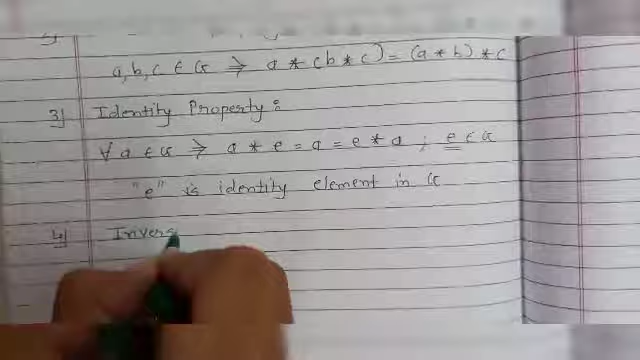 a, b, c ∈ G ⇒ a * (b * c) = (a * b) * c
3) Identity Property :
∀ a ∈ G ⇒ a * e = a = e * a ; e ∈ G
"e" is identity element in G
4) Invers